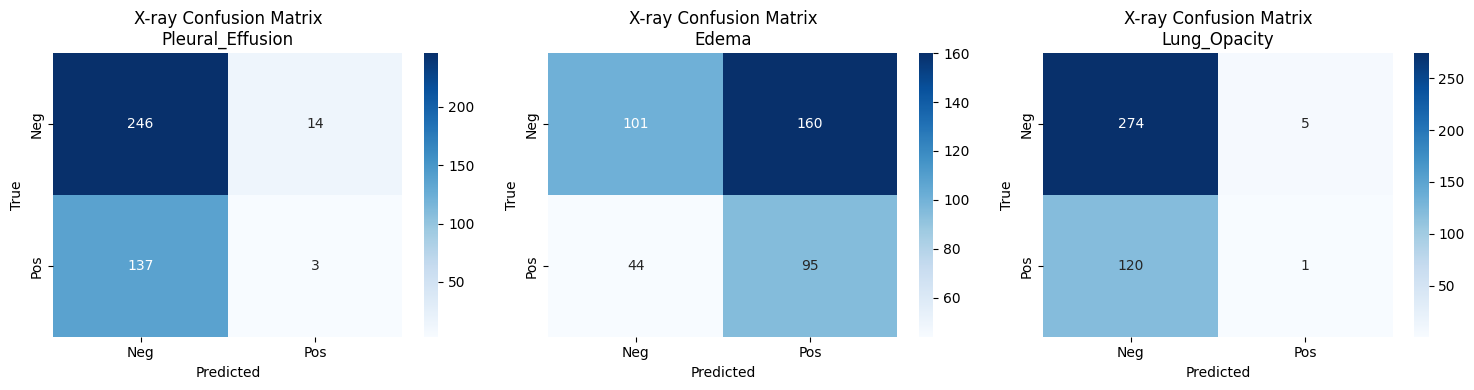 X-ray Confusion Matrix
Pleural_Effusion
Neg
Pos
True
246
14
137
3
Neg
Pos
Predicted
200
150
100
50
X-ray Confusion Matrix
Edema
Neg
Pos
True
101
160
44
95
Neg
Pos
Predicted
160
140
120
100
80
60
X-ray Confusion Matrix
Lung_Opacity
Neg
Pos
True
274
5
120
1
Neg
Pos
Predicted
250
200
150
100
50